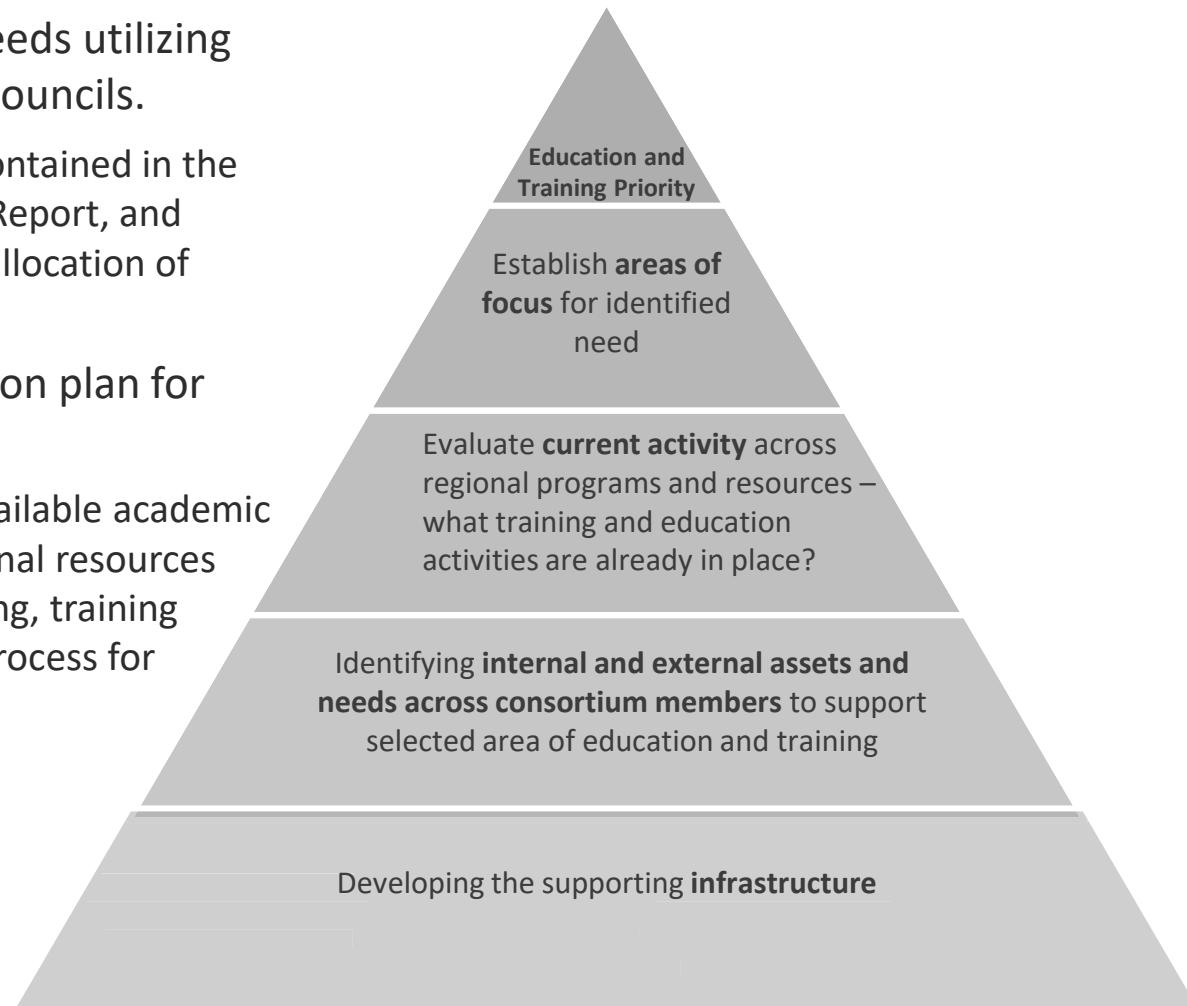 eeds utilizing
ouncils.
ontained in the
Report, and
llocation of
on plan for
ailable academic
nal resources
ng, training
rocess for
Education and
Training Priority
Establish areas of
focus for identified
need
Evaluate current activity across
regional programs and resources –
what training and education
activities are already in place?
Identifying internal and external assets and
needs across consortium members to support
selected area of education and training
Developing the supporting infrastructure